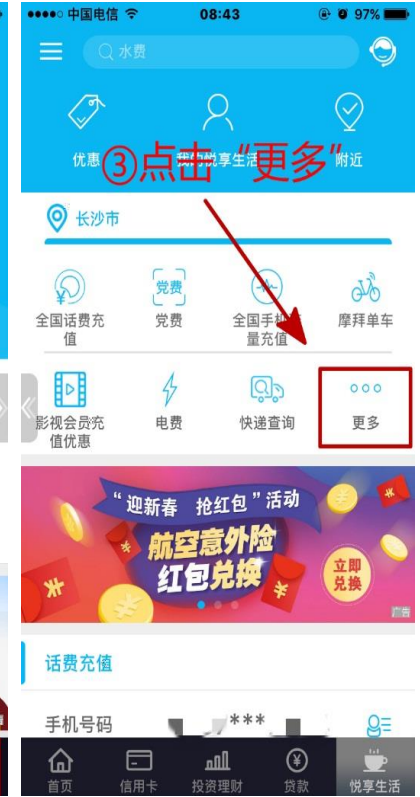 中国电信 08:43 97%
水费
优惠 我的悦享生活 附近
③点击“更多”
长沙市
全国话费充值 党费 全国手机 量充值 摩拜单车
影视会员充值优惠 电费 快递查询 更多
“迎新春 抢红包”活动
航空意外险
红包兑换
立即
兑换
广告
话费充值
手机号码 ***
首页 信用卡 投资理财 贷款 悦享生活